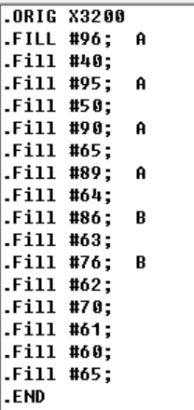 .ORIG X3200
.FILL #96; A
.Fill #40;
.Fill #95; A
.Fill #50;
.Fill #90; A
.Fill #65;
.Fill #89; A
.Fill #64;
.Fill #86; B
.Fill #63;
.Fill #76; B
.Fill #62;
.Fill #70;
.Fill #61;
.Fill #60;
.Fill #65;
.END